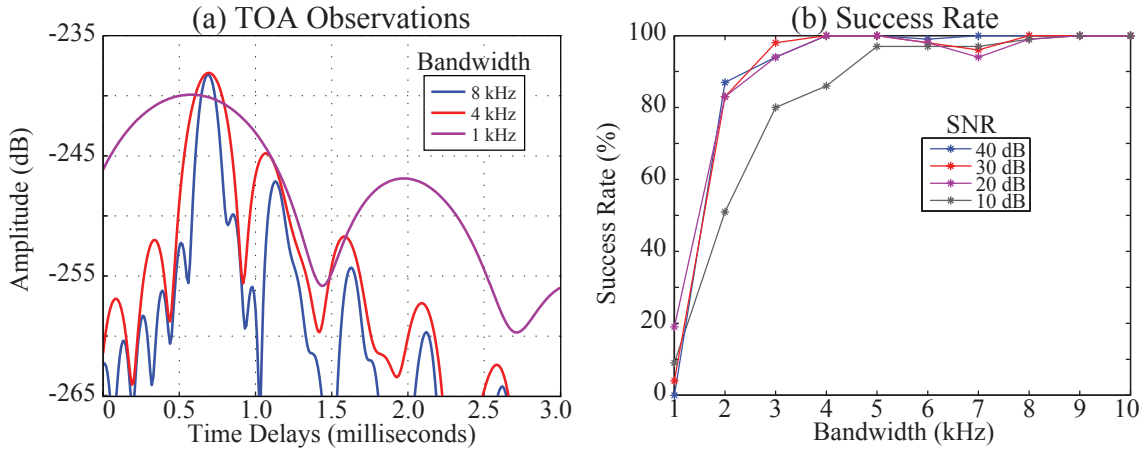 (a) TOA Observations
-235
-245
-255
-265
Amplitude (dB)
Bandwidth
8 kHz
4 kHz
1 kHz
0 0.5 1.0 1.5 2.0 2.5 3.0
Time Delays (milliseconds)
(b) Success Rate
100
80
60
40
20
0
Success Rate (%)
SNR
40 dB
30 dB
20 dB
10 dB
1 2 3 4 5 6 7 8 9 10
Bandwidth (kHz)